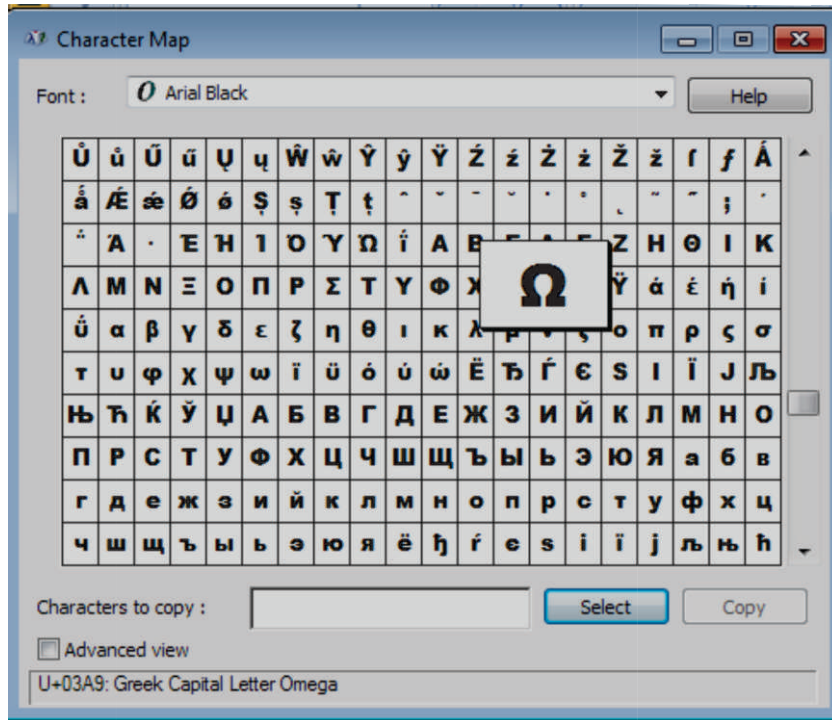 Character Map
Font : O Arial Black Help
Ů ů Ű ű Ų ų Ŵ ŵ Ŷ ŷ Ÿ Ź ź Ż ż Ž ž ſ ƒ Ǻ
ǻ Ǽ ǽ Ǿ ǿ Ș ș Ț ț ˆ ˇ ˉ ˘ ˙ ˚ ˛ ˜ ˝ ; ΄
΅ Ά · Έ Ή Ί Ό Ύ Ώ ΐ Α Β Ζ Η Θ Ι Κ
Λ Μ Ν Ξ Ο Π Ρ Σ Τ Υ Φ Χ Ω Ϋ ά έ ή ί
ΰ α β γ δ ε ζ η θ ι κ λ μ ν ξ ο π ρ ς σ
τ υ φ χ ψ ω ϊ ϋ ό ύ ώ Ё Ђ Ѓ Є Ѕ І Ї Ј Љ
Њ Ћ Ќ Ў Џ А Б В Г Д Е Ж З И Й К Л М Н О
П Р С Т У Ф Х Ц Ч Ш Щ Ъ Ы Ь Э Ю Я а б в
г д е ж з и й к л м н о п р с т у ф х ц
ч ш щ ъ ы ь э ю я ё ђ ѓ є ѕ і ї ј љ њ ћ
Characters to copy : Select Copy
Advanced view
U+03A9: Greek Capital Letter Omega